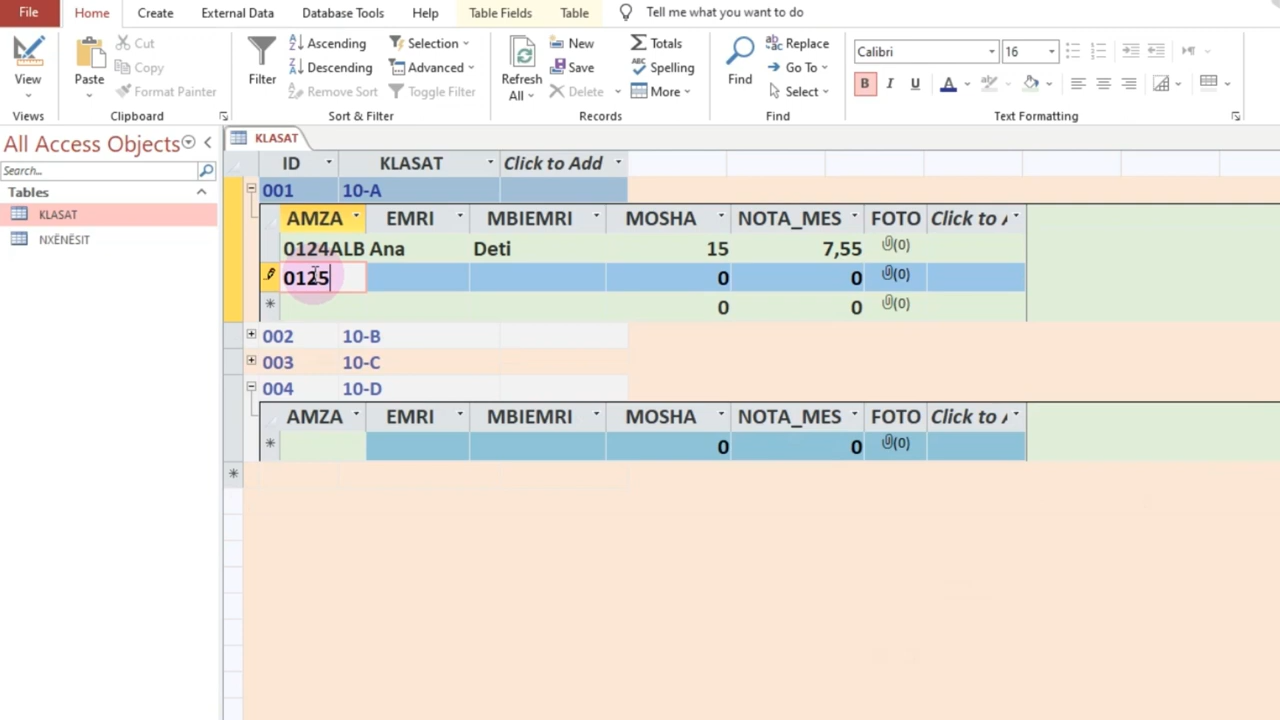 File Home Create External Data Database Tools Help Table Fields Table Tell me what you want to do
View Paste Cut Copy Format Painter
Filter Ascending Descending Remove Sort Selection Advanced Toggle Filter
Refresh All New Save Delete Totals Spelling More
Find Replace Go To Select
Calibri 16
B I U A
Views Clipboard Sort & Filter Records Find Text Formatting
All Access Objects
Search...
Tables
KLASAT
NXËNËSIT
KLASAT
ID KLASAT Click to Add
001 10-A
AMZA EMRI MBIEMRI MOSHA NOTA_MES FOTO Click to A
0124ALB Ana Deti 15 7,55 (0)
0125 0 0 (0)
0 0 (0)
002 10-B
003 10-C
004 10-D
AMZA EMRI MBIEMRI MOSHA NOTA_MES FOTO Click to A
0 0 (0)